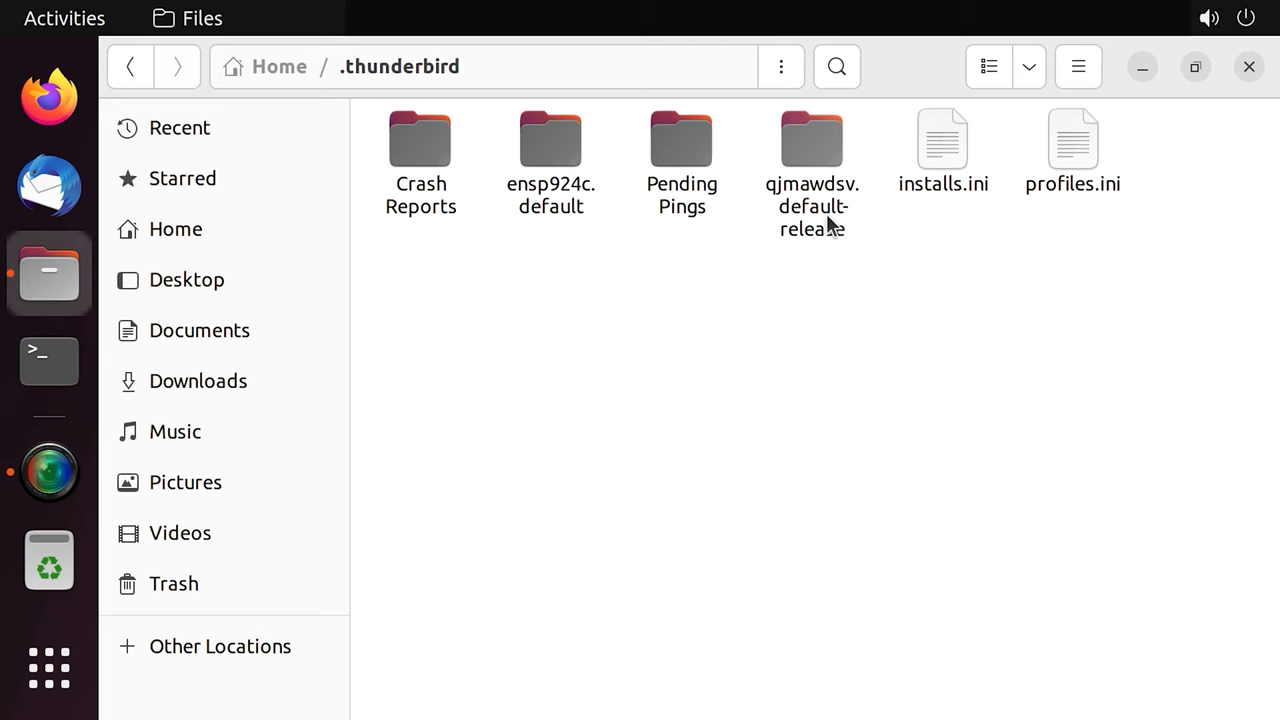 Activities
Files
Home / .thunderbird
Recent
Starred
Home
Desktop
Documents
Downloads
Music
Pictures
Videos
Trash
Other Locations
Crash
Reports
ensp924c.
default
Pending
Pings
qjmawdsv.
default-
release
installs.ini
profiles.ini
>_